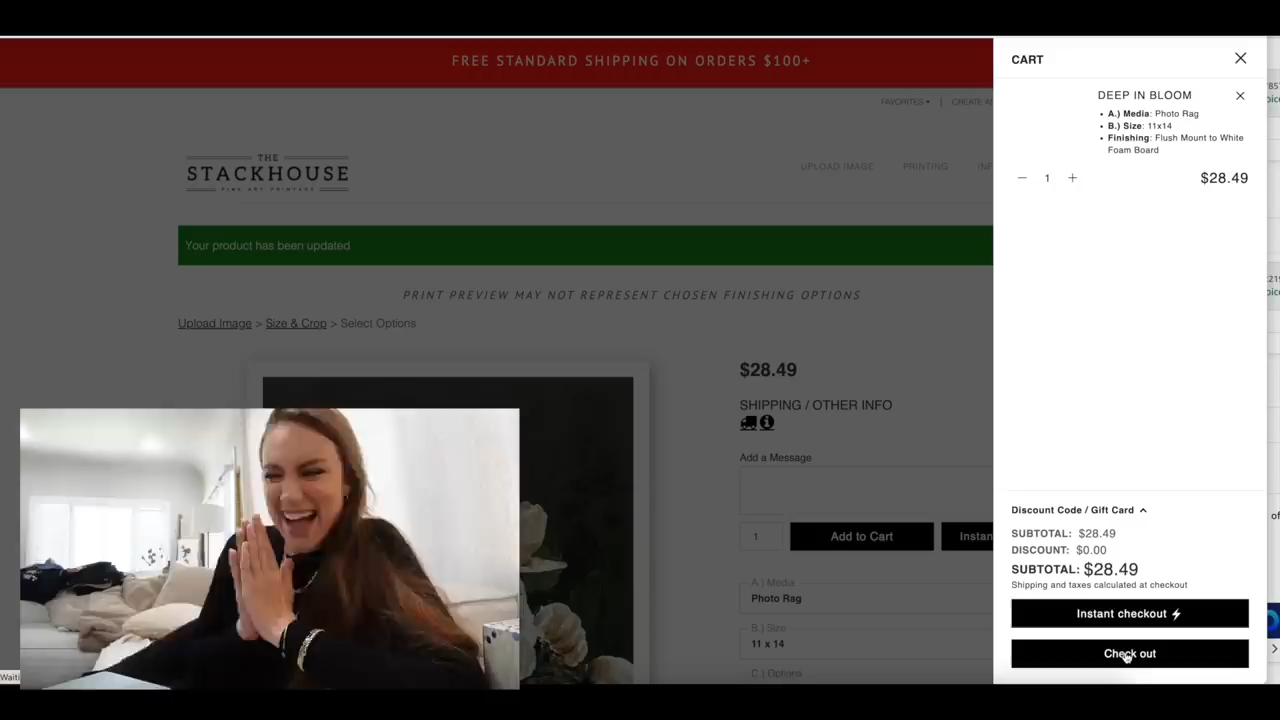 FREE STANDARD SHIPPING ON ORDERS $100+
FAVORITES
THE
STACKHOUSE
FINE ART PRINTING
UPLOAD IMAGE
PRINTING
Your product has been updated
PRINT PREVIEW MAY NOT REPRESENT CHOSEN FINISHING OPTIONS
Upload Image > Size & Crop > Select Options
$28.49
SHIPPING / OTHER INFO
Add a Message
1
Add to Cart
A.) Media
Photo Rag
B.) Size
11 x 14
C.) Options
CART
DEEP IN BLOOM
• A.) Media: Photo Rag
• B.) Size: 11x14
• Finishing: Flush Mount to White
Foam Board
1
$28.49
Discount Code / Gift Card
SUBTOTAL: $28.49
DISCOUNT: $0.00
SUBTOTAL: $28.49
Shipping and taxes calculated at checkout
Instant checkout
Check out